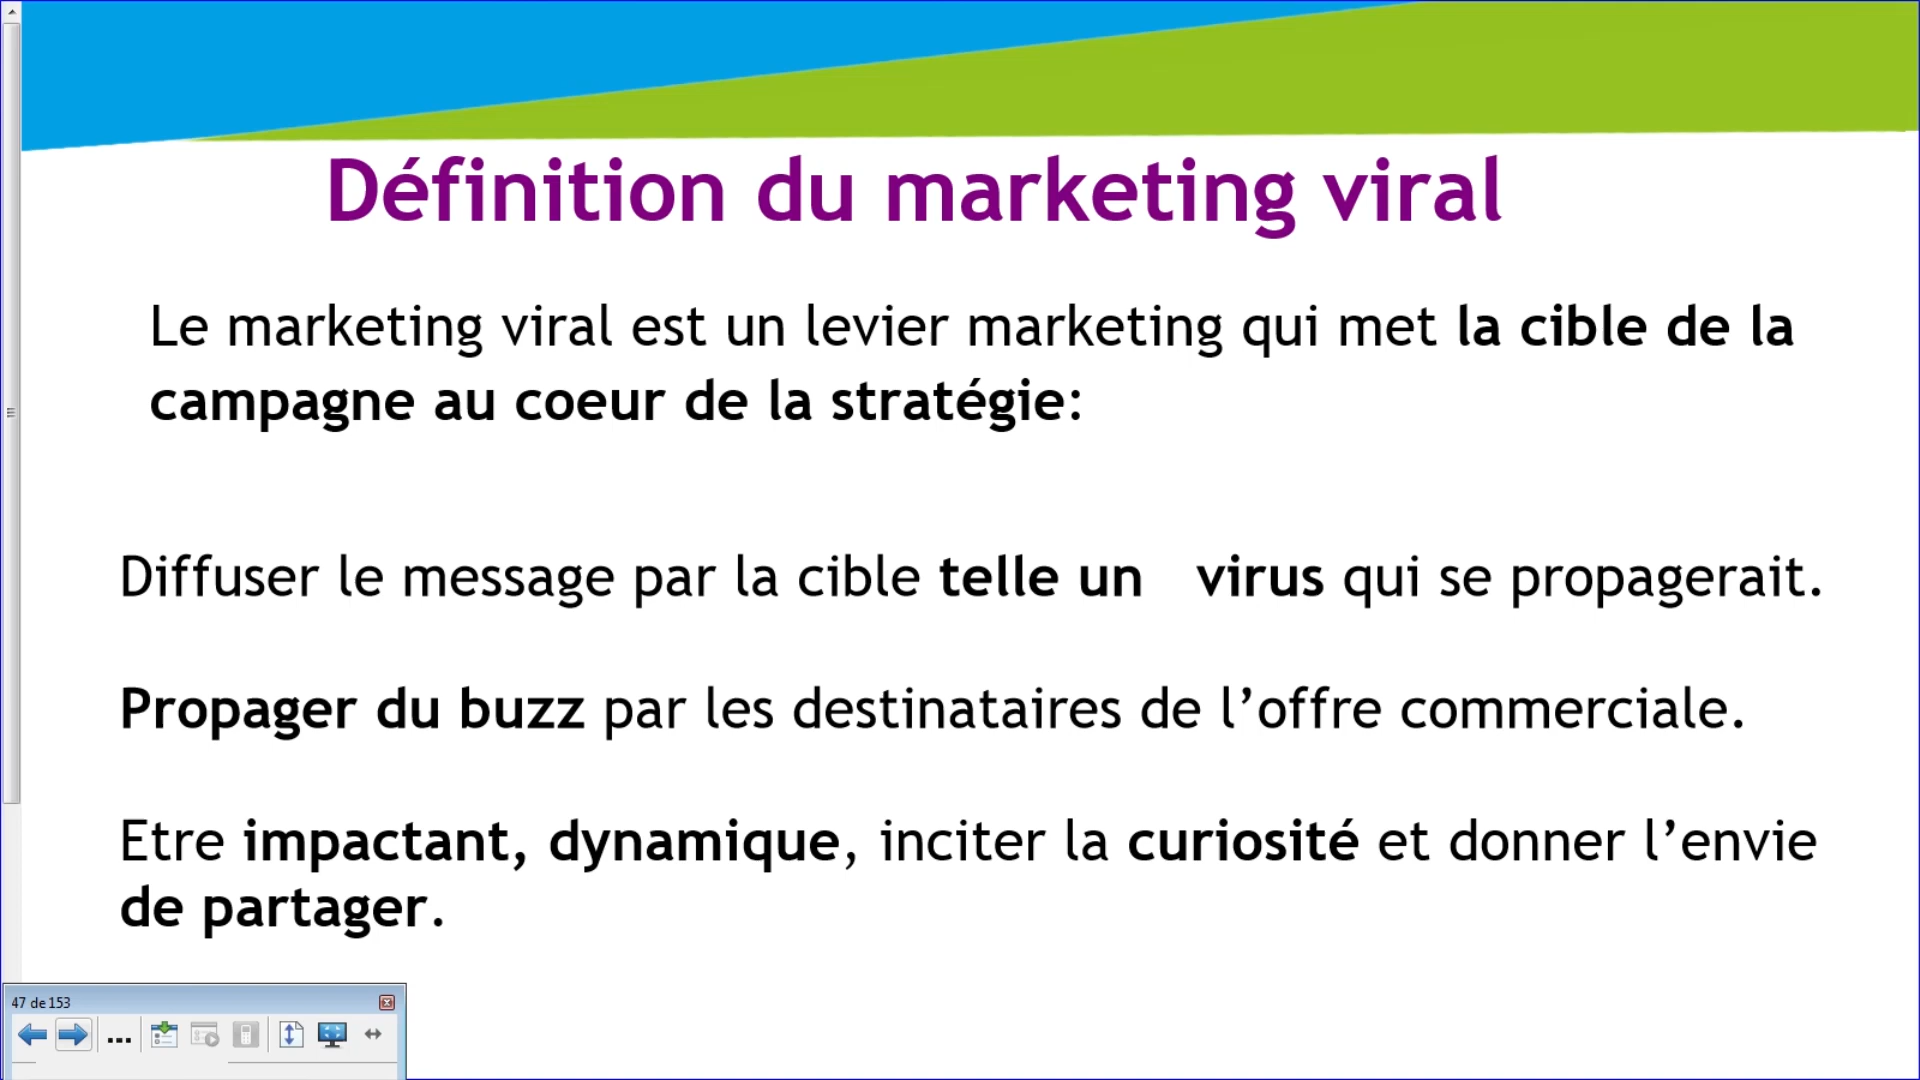 Définition du marketing viral
Le marketing viral est un levier marketing qui met la cible de la
campagne au coeur de la stratégie:
Diffuser le message par la cible telle un virus qui se propagerait.
Propager du buzz par les destinataires de l’offre commerciale.
Etre impactant, dynamique, inciter la curiosité et donner l’envie
de partager.
47 de 153